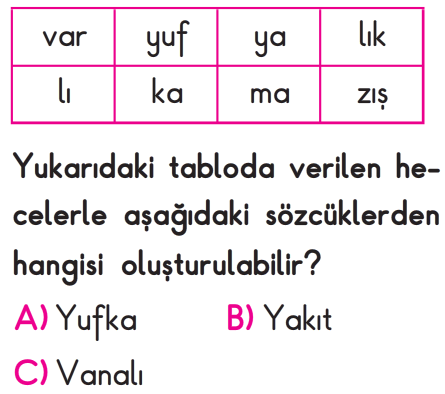 var yuf ya lık
lı ka ma zış
Yukarıdaki tabloda verilen he-
celerle aşağıdaki sözcüklerden
hangisi oluşturulabilir?
A) Yufka B) Yakıt
C) Vanalı